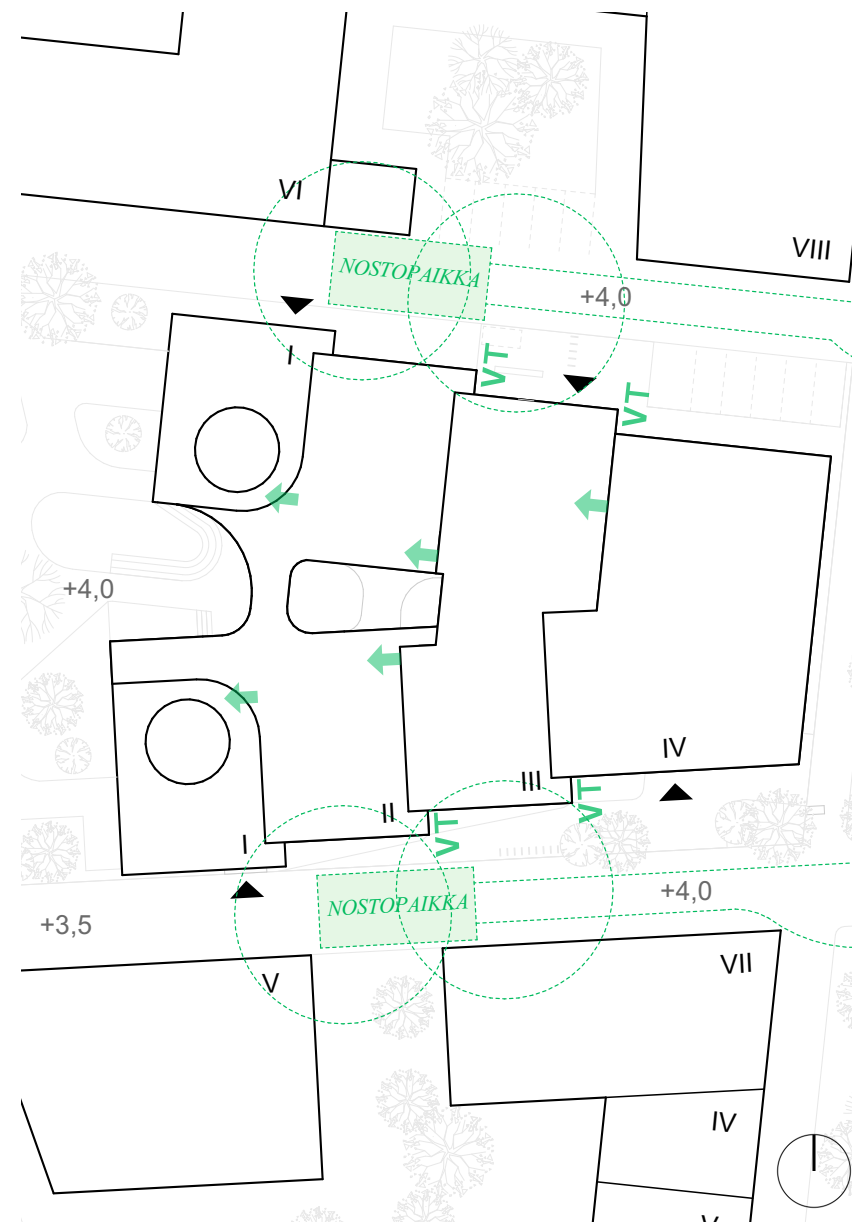 VI
VIII
NOSTOPAIKKA
+4,0
I
VT
VT
+4,0
IV
III
II
VT
VT
I
NOSTOPAIKKA
+4,0
+3,5
V
VII
IV